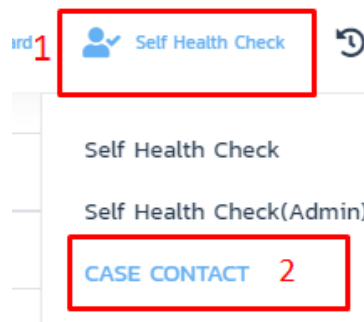 ard 1 Self Health Check
Self Health Check
Self Health Check(Admin)
CASE CONTACT 2